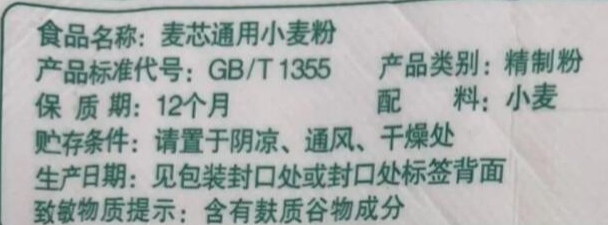 食品名称：麦芯通用小麦粉
产品标准代号：GB/T 1355 产品类别：精制粉
保质期：12个月 配料：小麦
贮存条件：请置于阴凉、通风、干燥处
生产日期：见包装封口处或封口处标签背面
致敏物质提示：含有麸质谷物成分